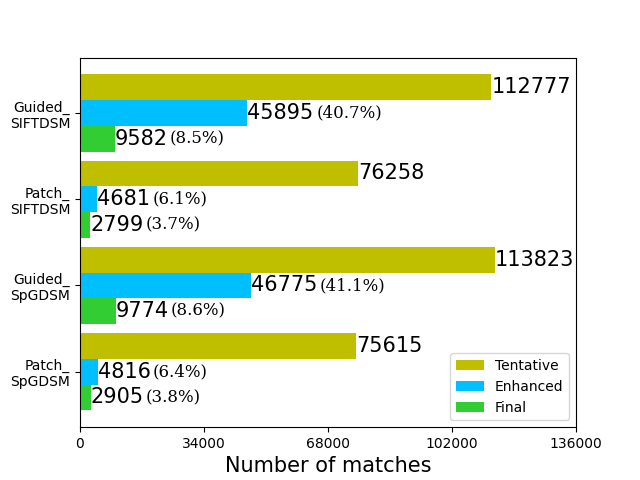 Guided_
SIFTDSM
112777
45895 (40.7%)
9582 (8.5%)
Patch_
SIFTDSM
76258
4681 (6.1%)
2799 (3.7%)
Guided_
SpGDSM
113823
46775 (41.1%)
9774 (8.6%)
Patch_
SpGDSM
75615
4816 (6.4%)
2905 (3.8%)
Tentative
Enhanced
Final
0 34000 68000 102000 136000
Number of matches